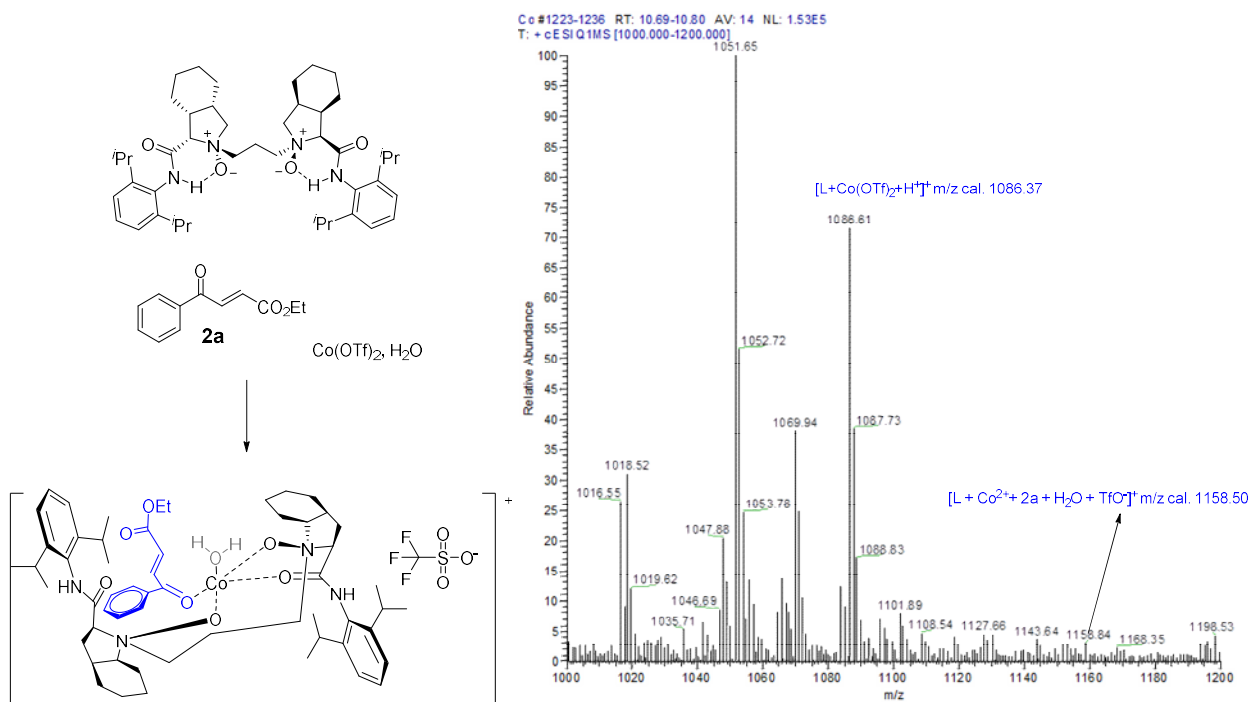 Co #1223-1236 RT: 10.69-10.80 AV: 14 NL: 1.53E5
T: + c ESI Q1MS [1000.000-1200.000]
O
N
H
+
N
O
−
+
N
O
−
O
N
H
iPr
iPr
iPr
iPr
O
CO2Et
2a
Co(OTf)2, H2O
+
OEt
O
H
H
O
O
N
O
O
Co
NH
O
O
N
O
NH
F
F
F
O
S
O
O-
Relative Abundance
100
95
90
85
80
75
70
65
60
55
50
45
40
35
30
25
20
15
10
5
0
1051.65
[L+Co(OTf)2+H+]+ m/z cal. 1086.37
1086.61
1052.72
1069.94
1087.73
1018.52
1016.55
1053.78
[L + Co2++ 2a + H2O + TfO-]+ m/z cal. 1158.50
1047.88
1088.83
1019.62
1046.69
1035.71
1101.89
1108.54
1127.66
1143.64
1158.84
1168.35
1198.53
1000
1020
1040
1060
1080
1100
1120
1140
1160
1180
1200
m/z